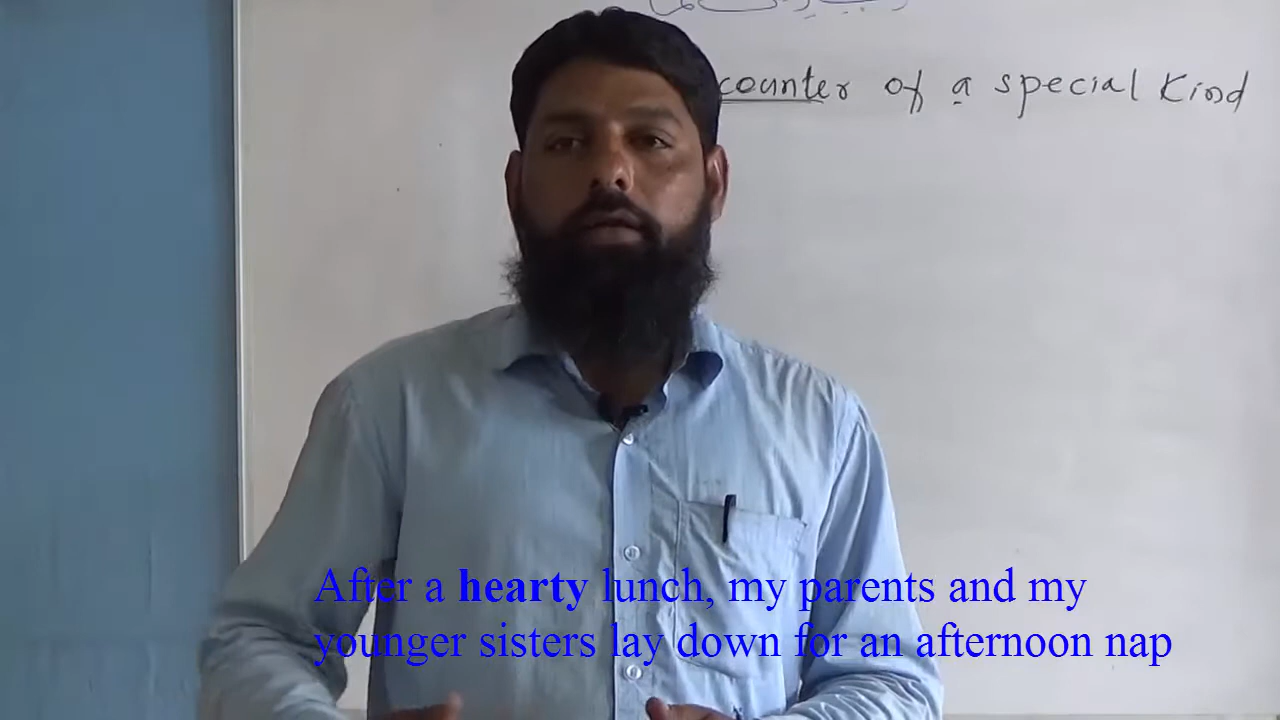 counter of a special kind
After a hearty lunch, my parents and my
younger sisters lay down for an afternoon nap